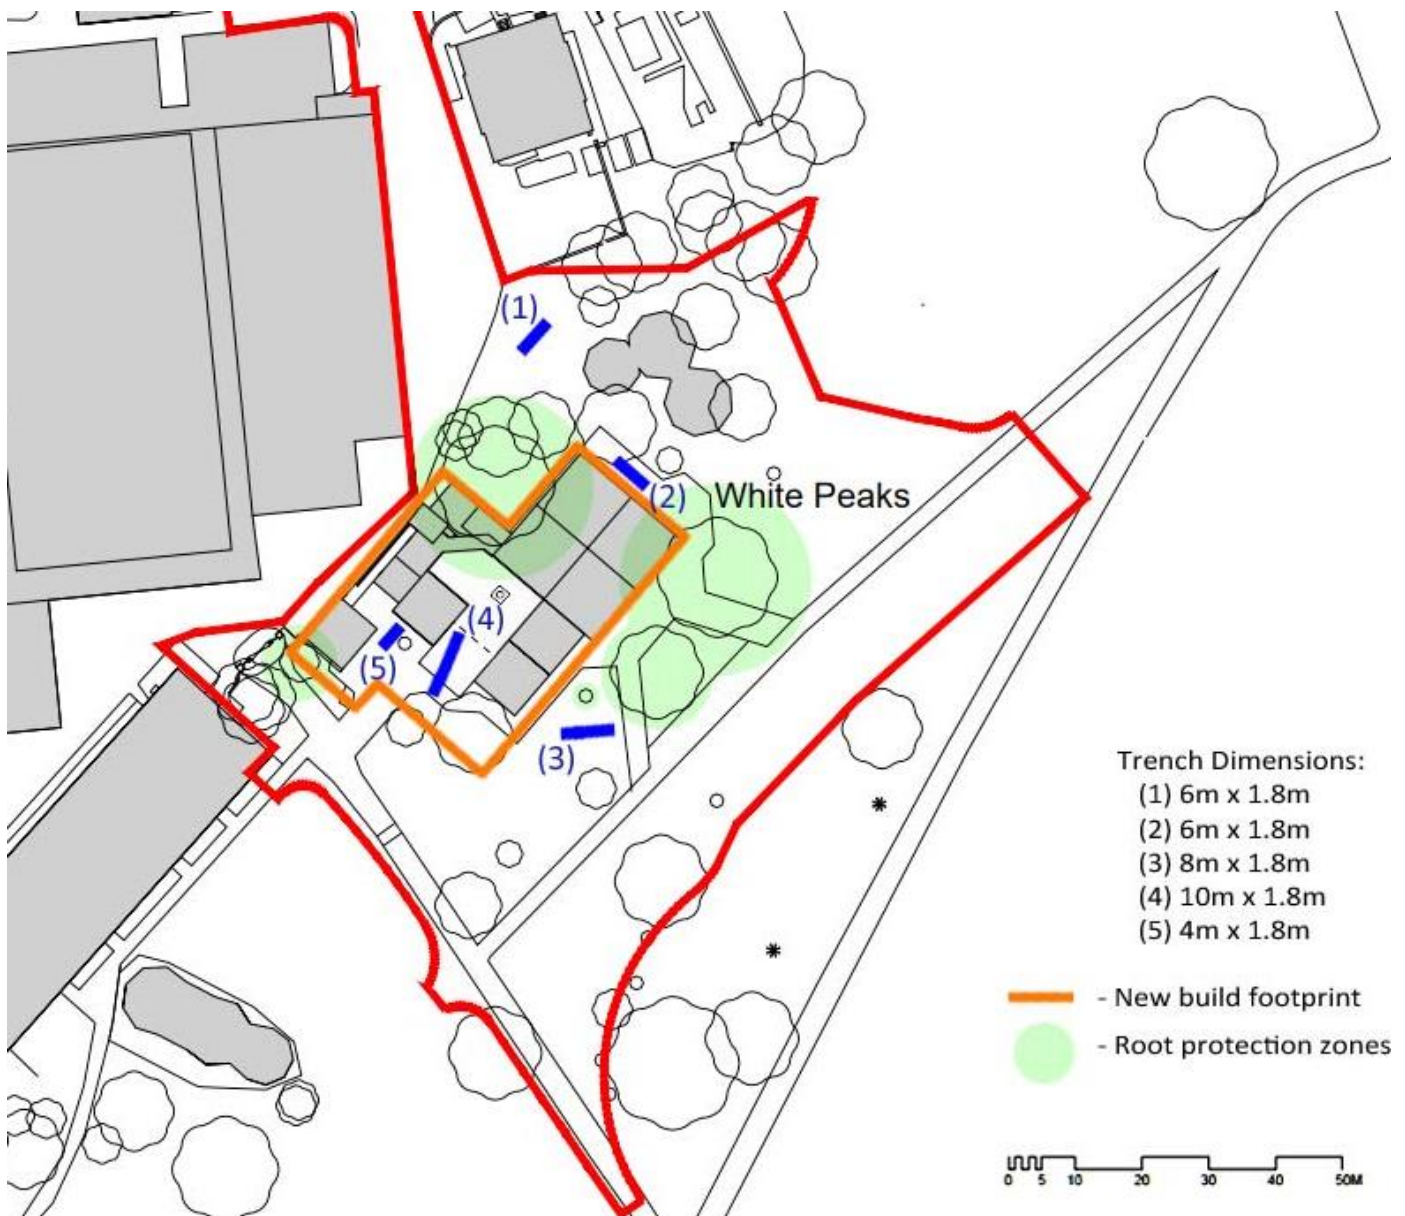 (1)
(2)
White Peaks
(4)
(5)
(3)
Trench Dimensions:
(1) 6m x 1.8m
(2) 6m x 1.8m
(3) 8m x 1.8m
(4) 10m x 1.8m
(5) 4m x 1.8m
- New build footprint
- Root protection zones
0 5 10 20 30 40 50M